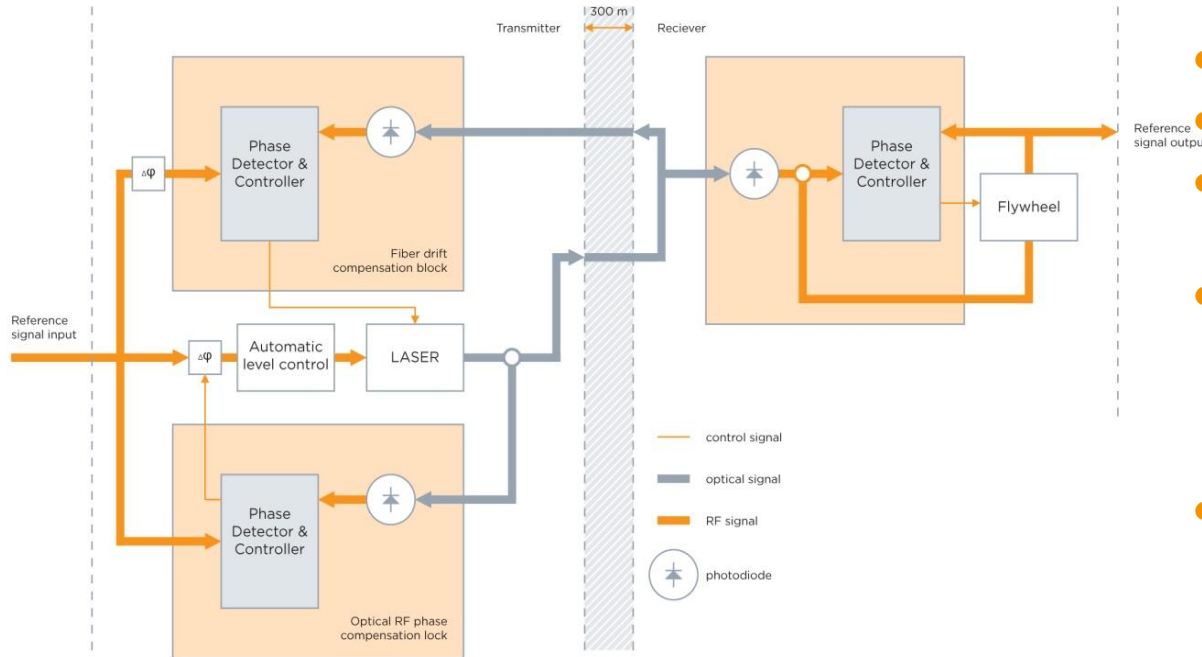 300 m
Transmitter
Reciever
Phase
Detector &
Controller
Δφ
Fiber drift
compensation block
Phase
Detector &
Controller
Flywheel
Reference
signal output
Reference
signal input
Δφ
Automatic
level control
LASER
Phase
Detector &
Controller
Optical RF phase
compensation lock
control signal
optical signal
RF signal
photodiode